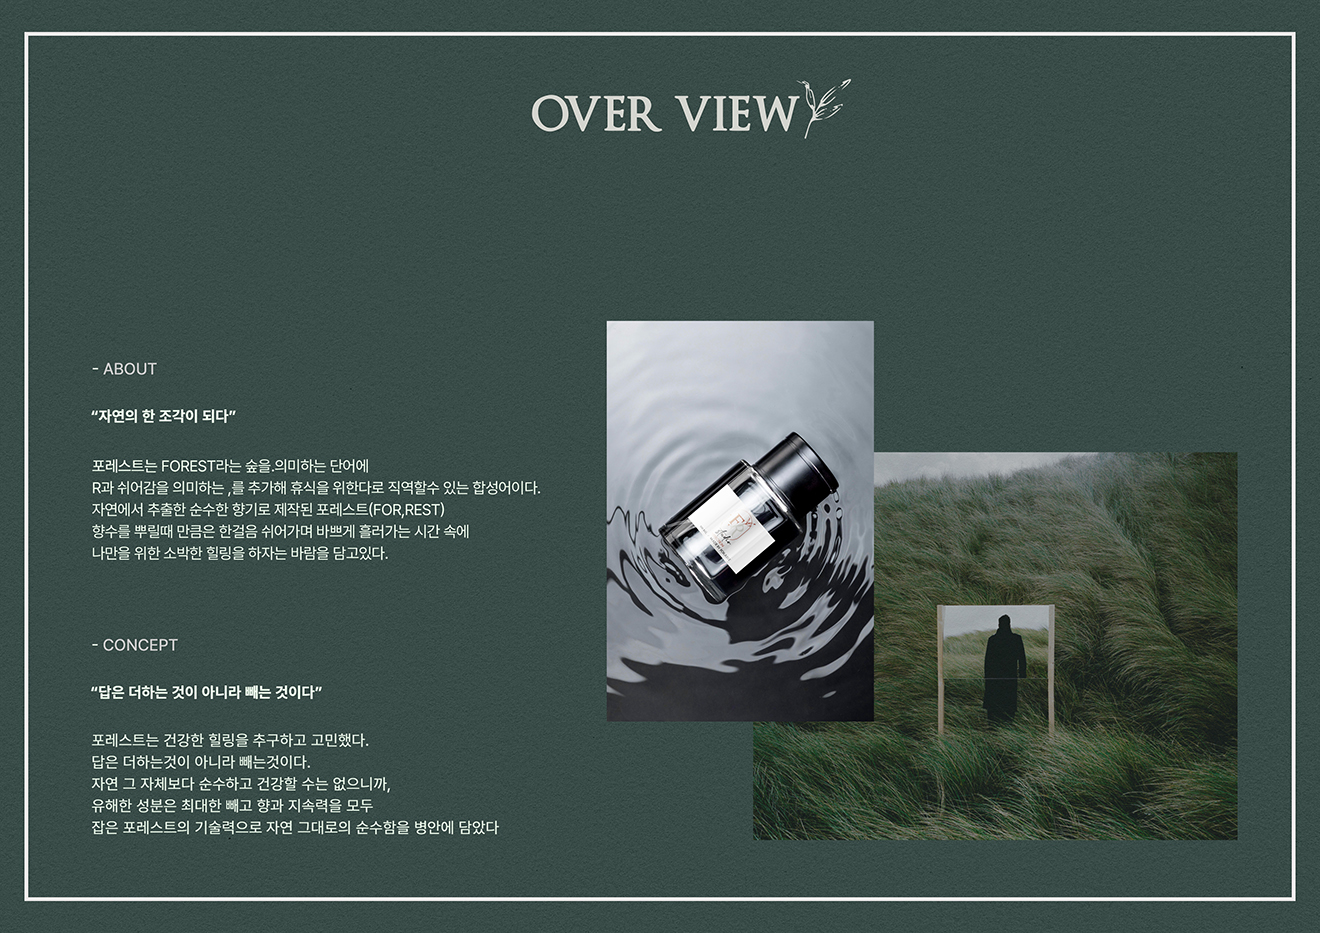 OVER VIEW
- ABOUT
“자연의 한 조각이 되다”
포레스트는 FOREST라는 숲을.의미하는 단어에
R과 쉬어감을 의미하는 ,를 추가해 휴식을 위한다로 직역할수 있는 합성어이다.
자연에서 추출한 순수한 향기로 제작된 포레스트(FOR,REST)
향수를 뿌릴때 만큼은 한걸음 쉬어가며 바쁘게 흘러가는 시간 속에
나만을 위한 소박한 힐링을 하자는 바람을 담고있다.
- CONCEPT
“답은 더하는 것이 아니라 빼는 것이다”
포레스트는 건강한 힐링을 추구하고 고민했다.
답은 더하는것이 아니라 빼는것이다.
자연 그 자체보다 순수하고 건강할 수는 없으니까,
유해한 성분은 최대한 빼고 향과 지속력을 모두
잡은 포레스트의 기술력으로 자연 그대로의 순수함을 병안에 담았다